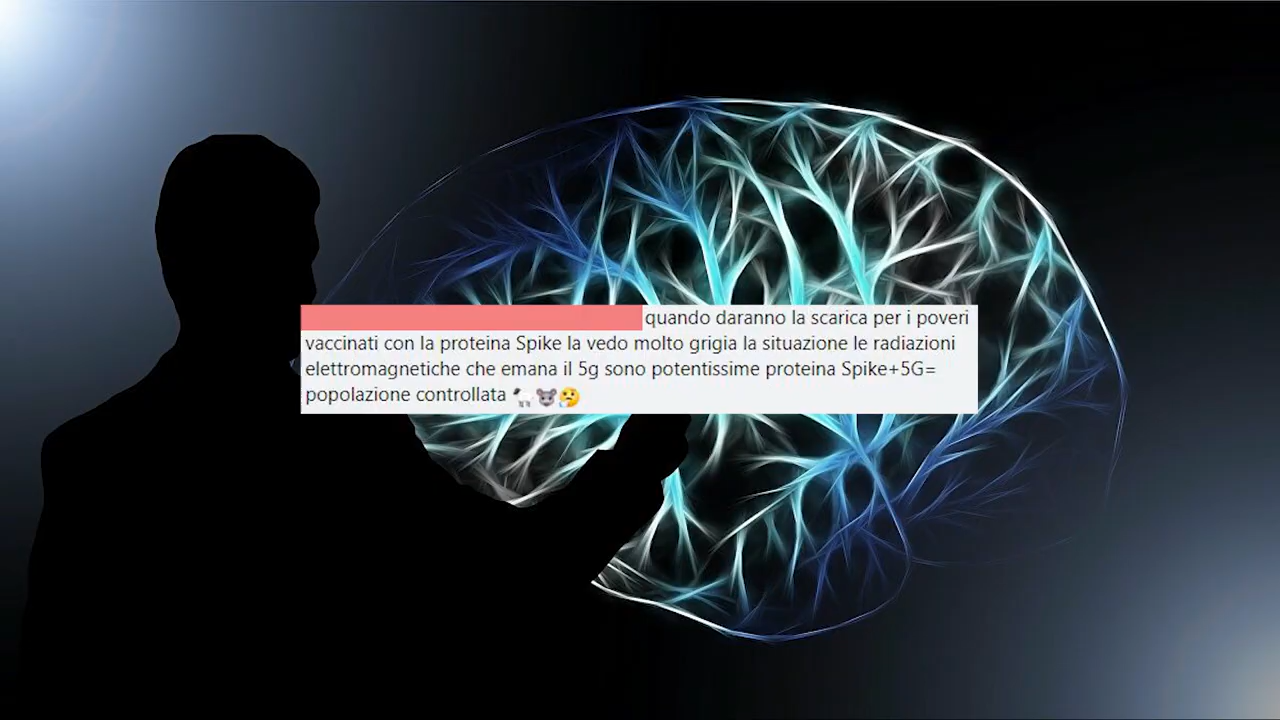 quando daranno la scarica per i poveri
vaccinati con la proteina Spike la vedo molto grigia la situazione le radiazioni
elettromagnetiche che emana il 5g sono potentissime proteina Spike+5G=
popolazione controllata 🐑🐭🤧